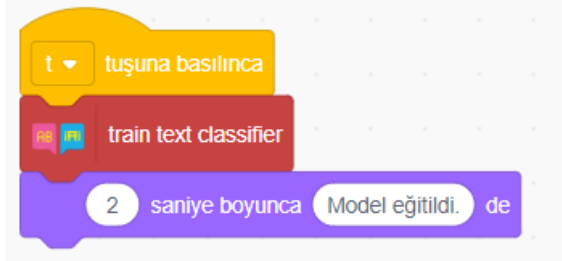 t tuşuna basılınca
train text classifier
2 saniye boyunca Model eğitildi. de